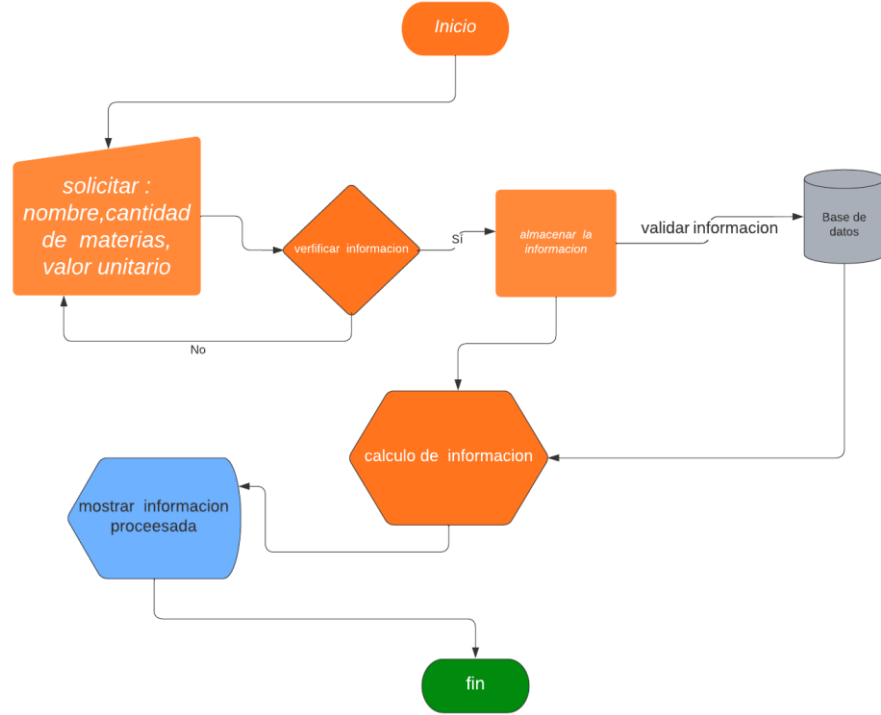 Inicio
solicitar :
nombre,cantidad
de materias,
valor unitario
verfificar informacion
Sí
No
almacenar la
informacion
validar informacion
Base de
datos
calculo de informacion
mostrar informacion
proceesada
fin